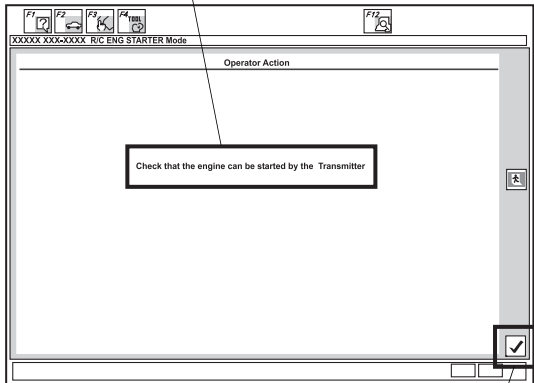 F1 F2 F3 F4 TOOL F12
XXXXX XXX-XXXX R/C ENG STARTER Mode
Operator Action
Check that the engine can be started by the Transmitter